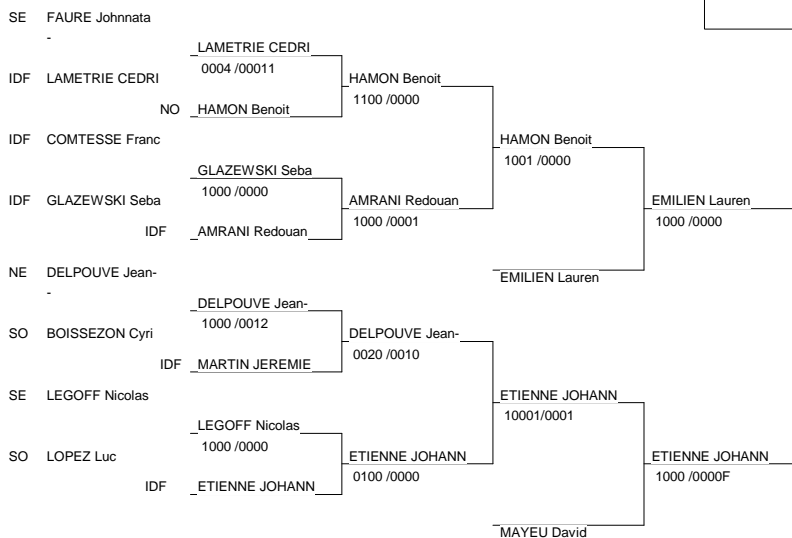 SE FAURE Johnnata
-
LAMETRIE CEDRI
0004 /00011
IDF LAMETRIE CEDRI
HAMON Benoit
1100 /0000
NO HAMON Benoit
IDF COMTESSE Franc
HAMON Benoit
1001 /0000
GLAZEWSKI Seba
1000 /0000
IDF GLAZEWSKI Seba
AMRANI Redouan
1000 /0001
EMILIEN Lauren
1000 /0000
IDF AMRANI Redouan
NE DELPOUVE Jean-
-
EMILIEN Lauren
DELPOUVE Jean-
1000 /0012
SO BOISSEZON Cyri
DELPOUVE Jean-
0020 /0010
IDF MARTIN JEREMIE
SE LEGOFF Nicolas
ETIENNE JOHANN
10001/0001
LEGOFF Nicolas
1000 /0000
SO LOPEZ Luc
ETIENNE JOHANN
0100 /0000
ETIENNE JOHANN
1000 /0000F
IDF ETIENNE JOHANN
MAYEU David